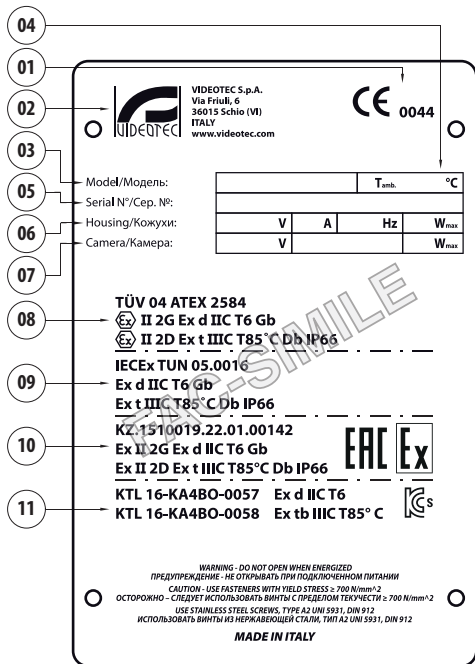 04
01
02
VIDEOTEC
VIDEOTEC S.p.A.
Via Friuli, 6
36015 Schio (VI)
ITALY
www.videotec.com
CE 0044
03
Model/Модель:
Tamb. °C
05
Serial N°/Сер. №:
06
Housing/Кожухи:
V A Hz Wmax
07
Camera/Камера:
V Wmax
FAC-SIMILE
08
TÜV 04 ATEX 2584
Ex II 2G Ex d IIC T6 Gb
Ex II 2D Ex t IIIC T85°C Db IP66
09
IECEx TUN 05.0016
Ex d IIC T6 Gb
Ex t IIIC T85°C Db IP66
10
KZ.1510019.22.01.00142
Ex II 2G Ex d IIC T6 Gb
Ex II 2D Ex t IIIC T85°C Db IP66
EAC Ex
11
KTL 16-KA4BO-0057 Ex d IIC T6
KTL 16-KA4BO-0058 Ex tb IIIC T85° C
KCs
WARNING - DO NOT OPEN WHEN ENERGIZED
ПРЕДУПРЕЖДЕНИЕ - НЕ ОТКРЫВАТЬ ПРИ ПОДКЛЮЧЕННОМ ПИТАНИИ
CAUTION - USE FASTENERS WITH YIELD STRESS ≥ 700 N/mm^2
ОСТОРОЖНО – СЛЕДУЕТ ИСПОЛЬЗОВАТЬ ВИНТЫ С ПРЕДЕЛОМ ТЕКУЧЕСТИ ≥ 700 N/mm^2
USE STAINLESS STEEL SCREWS, TYPE A2 UNI 5931, DIN 912
ИСПОЛЬЗОВАТЬ ВИНТЫ ИЗ НЕРЖАВЕЮЩЕЙ СТАЛИ, ТИП A2 UNI 5931, DIN 912
MADE IN ITALY